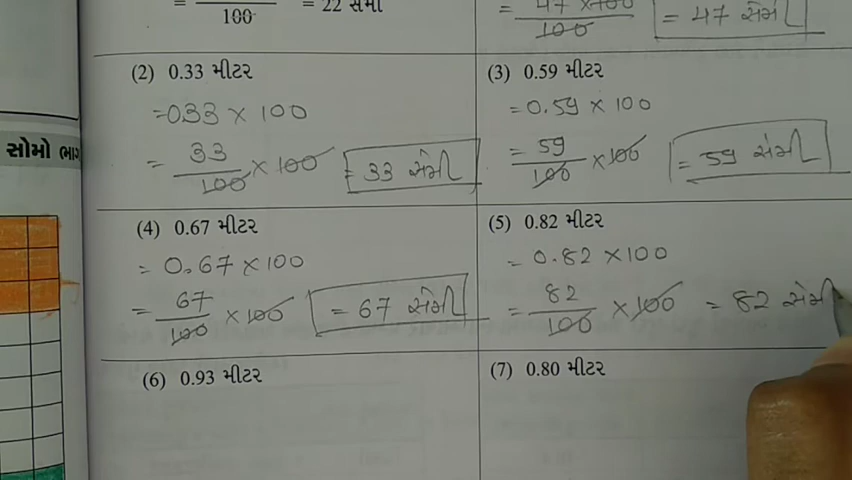 = 100 = 22 સેમી
= 47 × 100 / 100 = 47 સેમી
(2) 0.33 મીટર
=0.33 × 100
= 33/100 × 100 = 33 સેમી
(3) 0.59 મીટર
= 0.59 × 100
= 59/100 × 100 = 59 સેમી
સોમો ભાગ
(4) 0.67 મીટર
= 0.67 × 100
= 67/100 × 100 = 67 સેમી
(5) 0.82 મીટર
= 0.82 × 100
= 82/100 × 100 = 82 સેમી
(6) 0.93 મીટર
(7) 0.80 મીટર